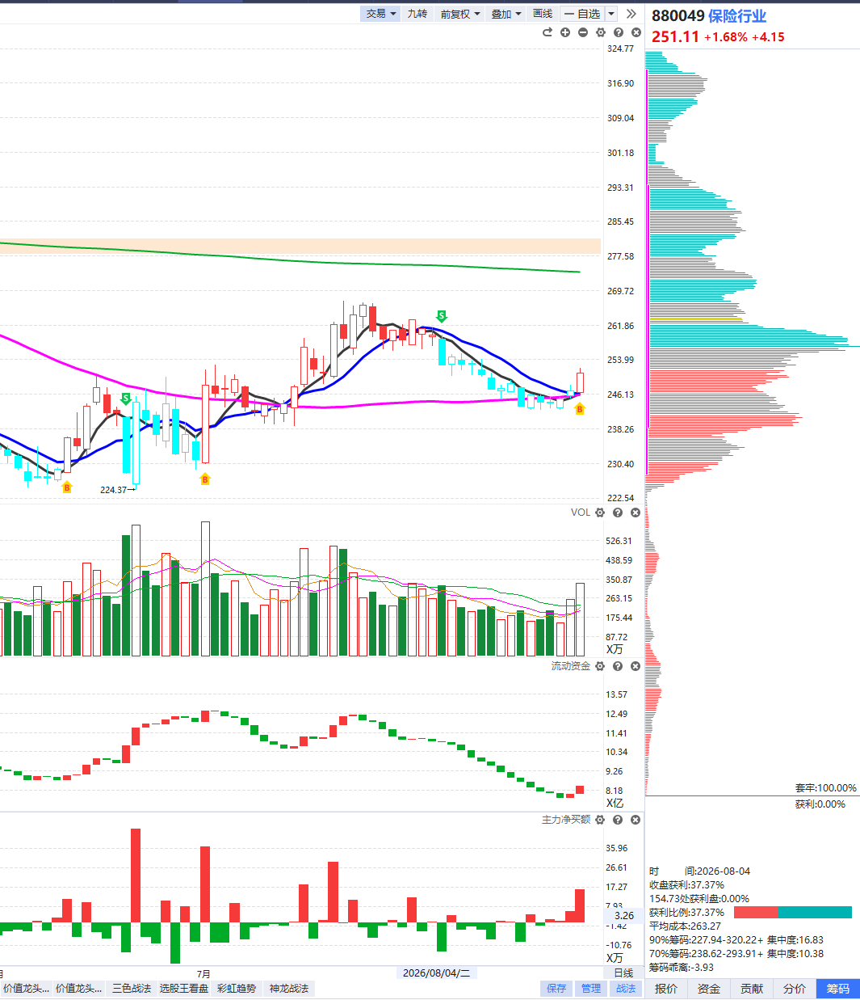 交易 九转 前复权 叠加 画线 一自选
880049 保险行业
251.11 +1.68% +4.15
324.77
316.90
309.04
301.18
293.31
285.45
277.58
269.72
261.86
253.99
246.13
238.26
230.40
222.54
S
S
B
B
B
224.37→
VOL
526.31
438.59
350.87
263.15
175.44
87.72
X万
流动资金
13.57
12.49
11.41
10.34
9.26
8.18
X亿
主力净买额
35.96
26.61
17.27
7.93
3.26
-1.42
-10.76
X万
套牢:100.00%
获利:0.00%
时 间:2026-08-04
收盘获利:37.37%
154.73处获利盘:0.00%
获利比例:37.37%
平均成本:263.27
90%筹码:227.94-320.22+ 集中度:16.83
70%筹码:238.62-293.91+ 集中度:10.38
筹码乖离:-3.93
月 7月 2026/08/04/二 日线
价值龙头... 价值龙头... 三色战法 选股王看盘 彩虹趋势 神龙战法 保存 管理 战法
报价 资金 贡献 分价 筹码